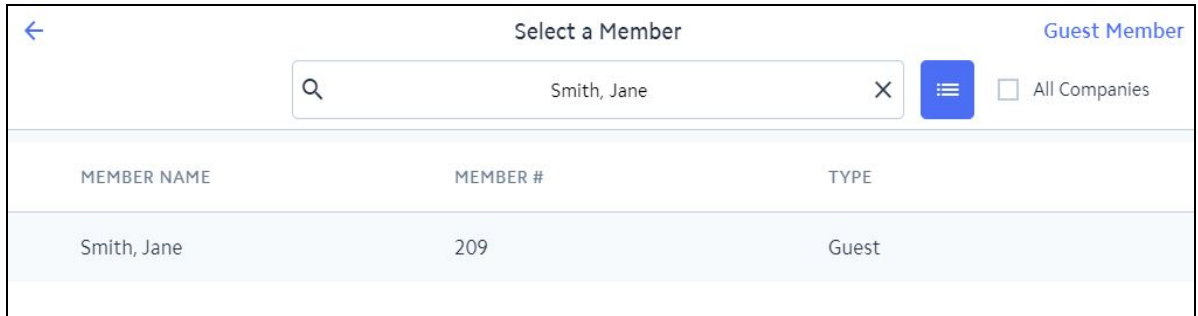 Select a Member Guest Member
Smith, Jane All Companies
MEMBER NAME MEMBER # TYPE
Smith, Jane 209 Guest